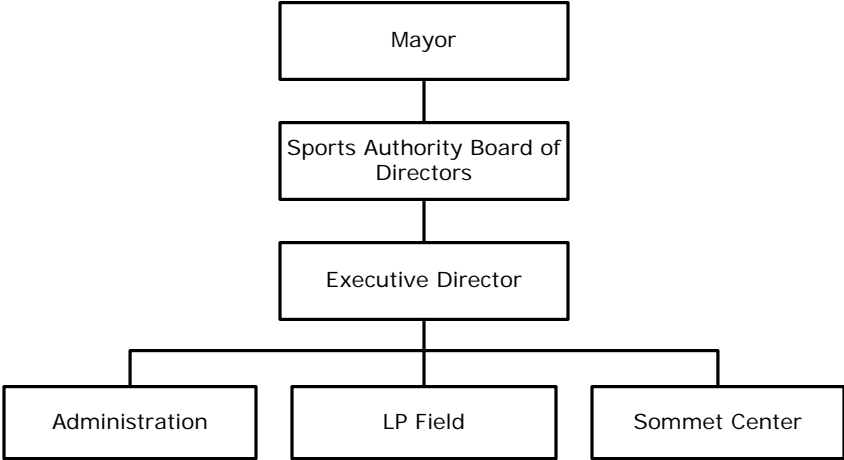 Mayor
Sports Authority Board of
Directors
Executive Director
Administration
LP Field
Sommet Center